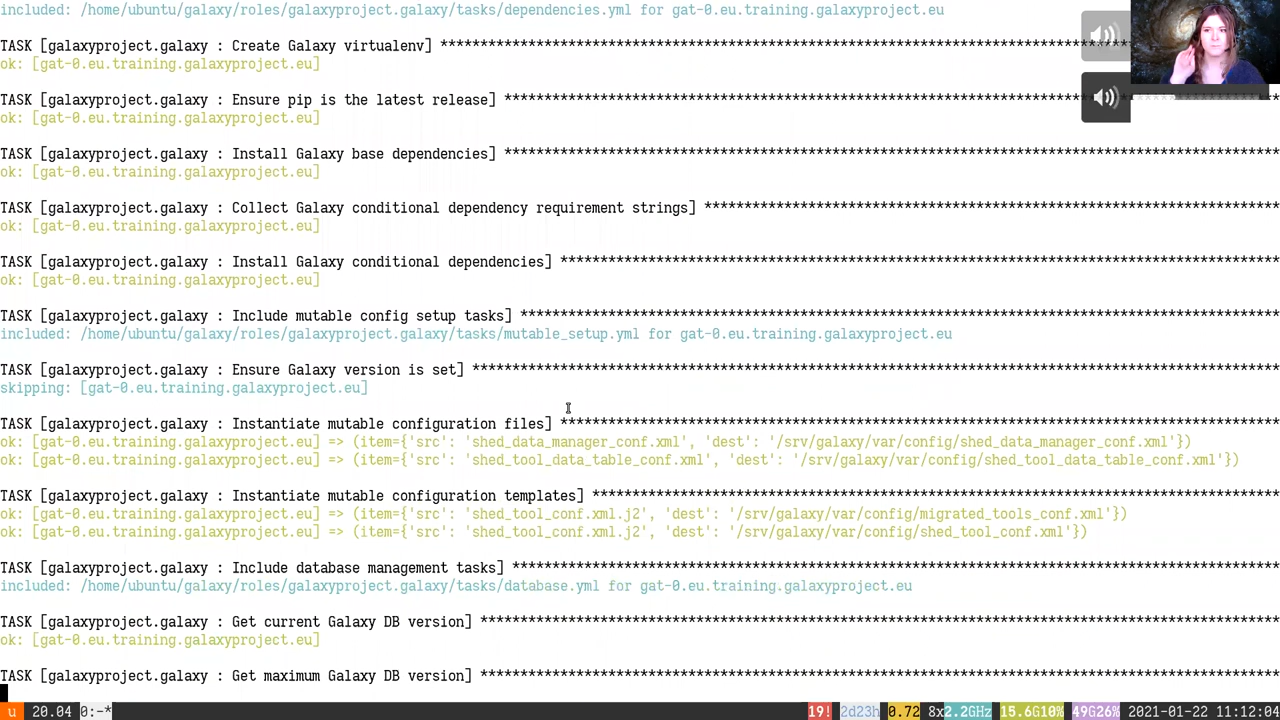 included: /home/ubuntu/galaxy/roles/galaxyproject.galaxy/tasks/dependencies.yml for gat-0.eu.training.galaxyproject.eu
TASK [galaxyproject.galaxy : Create Galaxy virtualenv] ****************************************************************************************
ok: [gat-0.eu.training.galaxyproject.eu]
TASK [galaxyproject.galaxy : Ensure pip is the latest release] *************************************************************************************************
ok: [gat-0.eu.training.galaxyproject.eu]
TASK [galaxyproject.galaxy : Install Galaxy base dependencies] *************************************************************************************************
ok: [gat-0.eu.training.galaxyproject.eu]
TASK [galaxyproject.galaxy : Collect Galaxy conditional dependency requirement strings] ************************************************************************
ok: [gat-0.eu.training.galaxyproject.eu]
TASK [galaxyproject.galaxy : Install Galaxy conditional dependencies] ******************************************************************************************
ok: [gat-0.eu.training.galaxyproject.eu]
TASK [galaxyproject.galaxy : Include mutable config setup tasks] ***********************************************************************************************
included: /home/ubuntu/galaxy/roles/galaxyproject.galaxy/tasks/mutable_setup.yml for gat-0.eu.training.galaxyproject.eu
TASK [galaxyproject.galaxy : Ensure Galaxy version is set] *****************************************************************************************************
skipping: [gat-0.eu.training.galaxyproject.eu]
TASK [galaxyproject.galaxy : Instantiate mutable configuration files] ******************************************************************************************
ok: [gat-0.eu.training.galaxyproject.eu] => (item={'src': 'shed_data_manager_conf.xml', 'dest': '/srv/galaxy/var/config/shed_data_manager_conf.xml'})
ok: [gat-0.eu.training.galaxyproject.eu] => (item={'src': 'shed_tool_data_table_conf.xml', 'dest': '/srv/galaxy/var/config/shed_tool_data_table_conf.xml'})
TASK [galaxyproject.galaxy : Instantiate mutable configuration templates] **************************************************************************************
ok: [gat-0.eu.training.galaxyproject.eu] => (item={'src': 'shed_tool_conf.xml.j2', 'dest': '/srv/galaxy/var/config/migrated_tools_conf.xml'})
ok: [gat-0.eu.training.galaxyproject.eu] => (item={'src': 'shed_tool_conf.xml.j2', 'dest': '/srv/galaxy/var/config/shed_tool_conf.xml'})
TASK [galaxyproject.galaxy : Include database management tasks] ************************************************************************************************
included: /home/ubuntu/galaxy/roles/galaxyproject.galaxy/tasks/database.yml for gat-0.eu.training.galaxyproject.eu
TASK [galaxyproject.galaxy : Get current Galaxy DB version] ****************************************************************************************************
ok: [gat-0.eu.training.galaxyproject.eu]
TASK [galaxyproject.galaxy : Get maximum Galaxy DB version] ****************************************************************************************************
u 20.04 0:-* 19! 2d23h 0.72 8x2.2GHz 15.6G10% 49G26% 2021-01-22 11:12:04